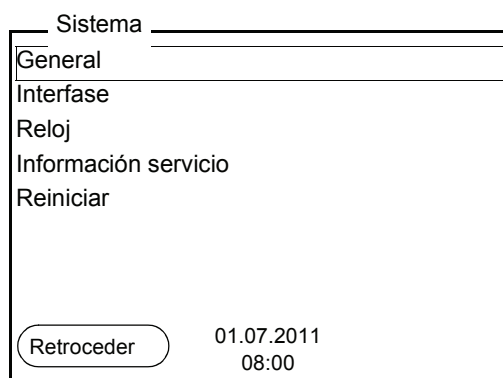 Sistema
General
Interfase
Reloj
Información servicio
Reiniciar
Retroceder
01.07.2011
08:00